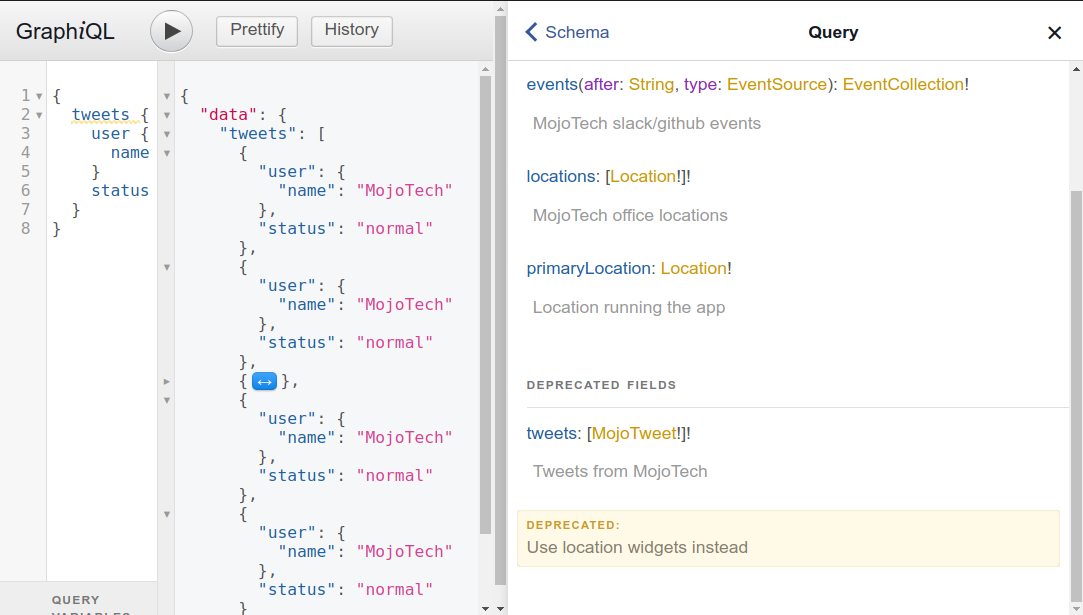 GraphiQL
Prettify
History
1 {
2 tweets {
3 user {
4 name
5 }
6 status
7 }
8 }
QUERY
VARIABLES
{
"data": {
"tweets": [
{
"user": {
"name": "MojoTech"
},
"status": "normal"
},
{
"user": {
"name": "MojoTech"
},
"status": "normal"
},
{↔},
{
"user": {
"name": "MojoTech"
},
"status": "normal"
},
{
"user": {
"name": "MojoTech"
},
"status": "normal"
}
Schema
Query
events(after: String, type: EventSource): EventCollection!
MojoTech slack/github events
locations: [Location!]!
MojoTech office locations
primaryLocation: Location!
Location running the app
DEPRECATED FIELDS
tweets: [MojoTweet!]!
Tweets from MojoTech
DEPRECATED:
Use location widgets instead